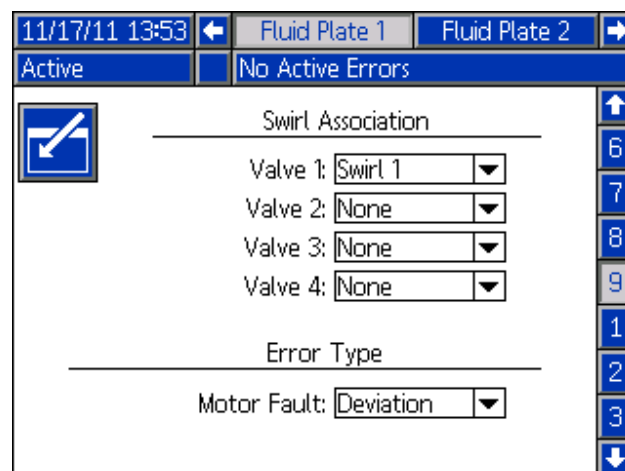 11/17/11 13:53 Fluid Plate 1 Fluid Plate 2
Active No Active Errors
Swirl Association
Valve 1: Swirl 1
Valve 2: None
Valve 3: None
Valve 4: None
Error Type
Motor Fault: Deviation
6
7
8
9
1
2
3